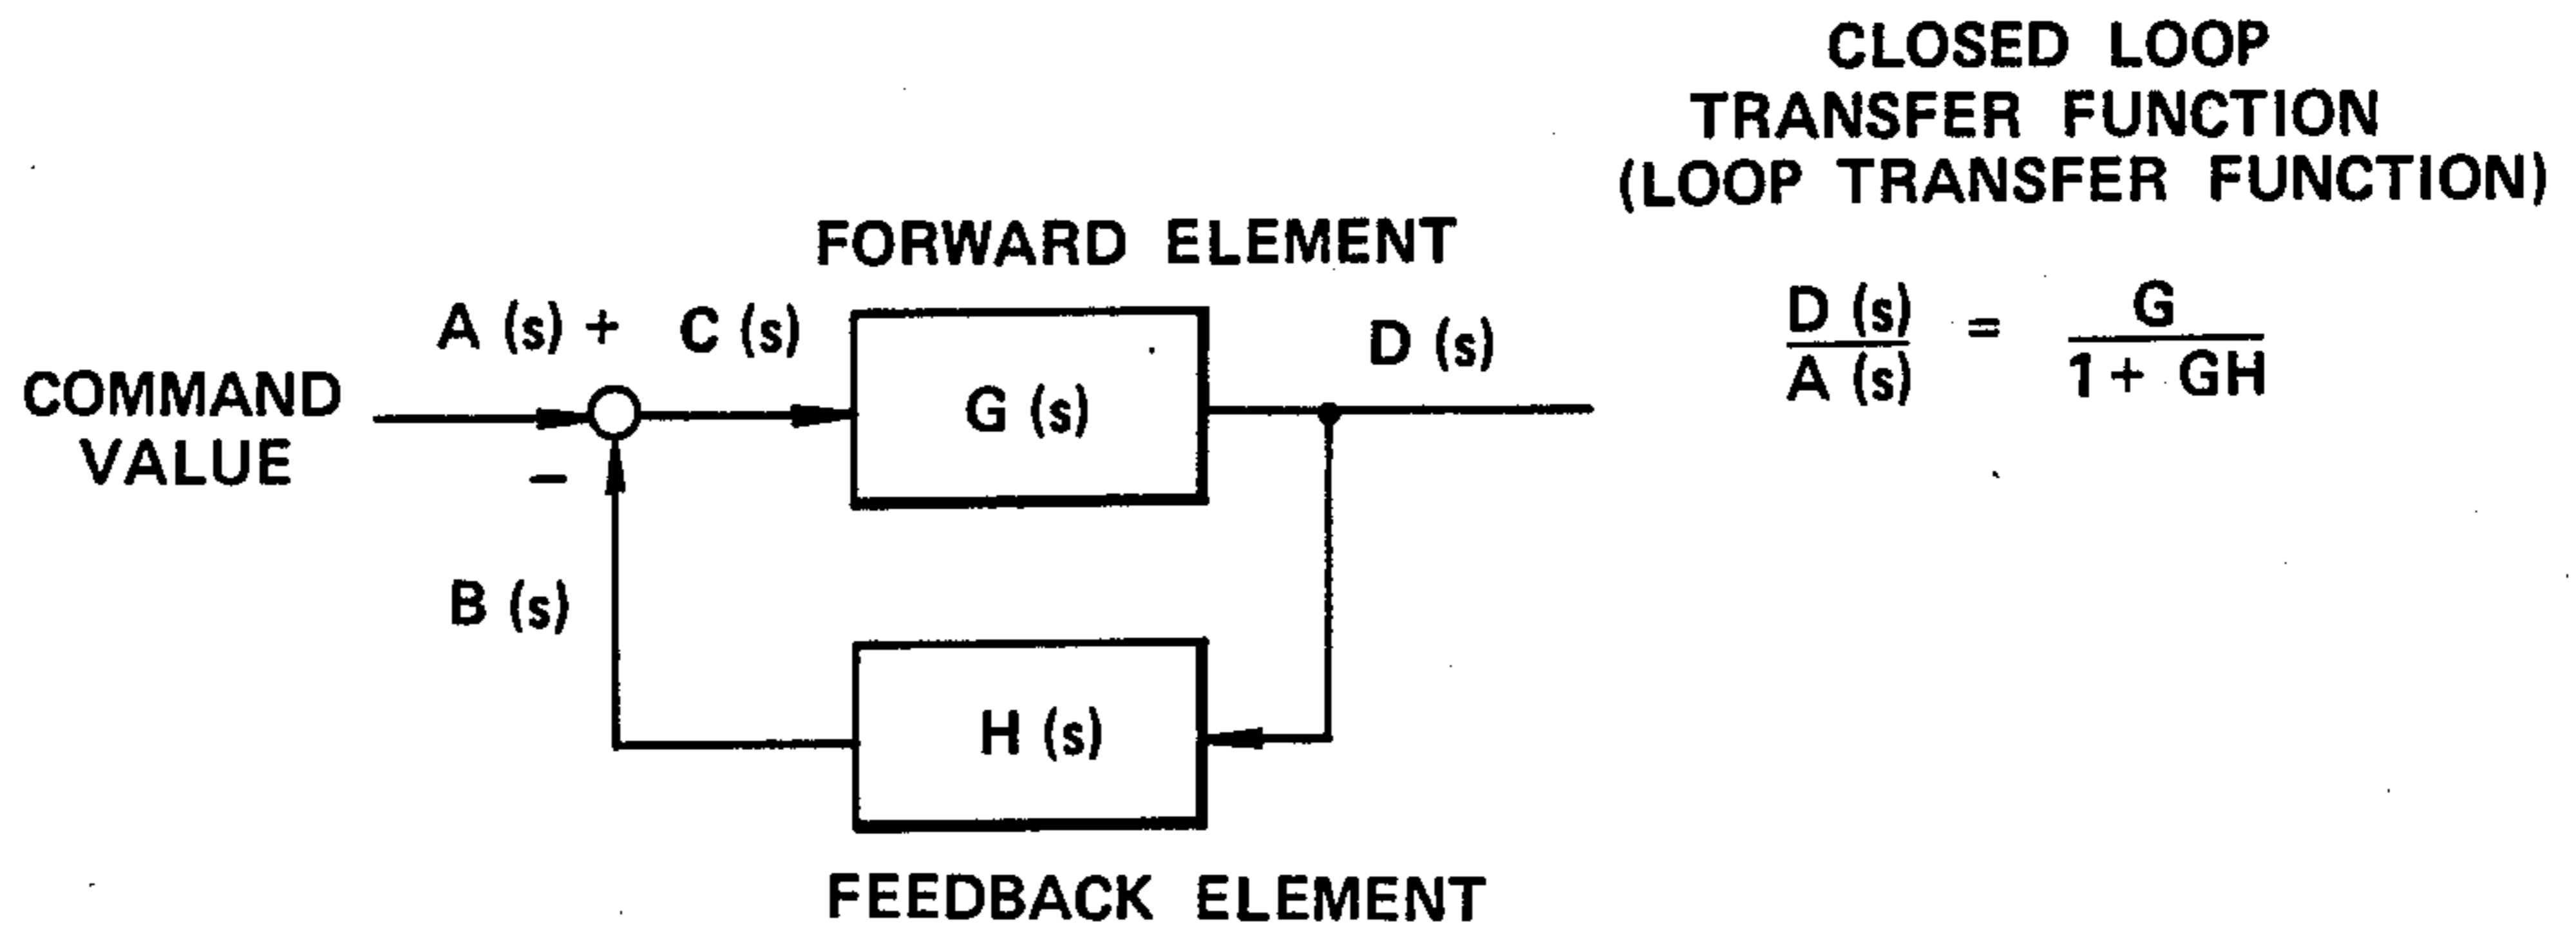 CLOSED LOOP
TRANSFER FUNCTION
(LOOP TRANSFER FUNCTION)
FORWARD ELEMENT
A (s) + C (s)
G (s)
D (s)
D (s) / A (s) = G / 1 + GH
COMMAND
VALUE
−
B (s)
H (s)
FEEDBACK ELEMENT